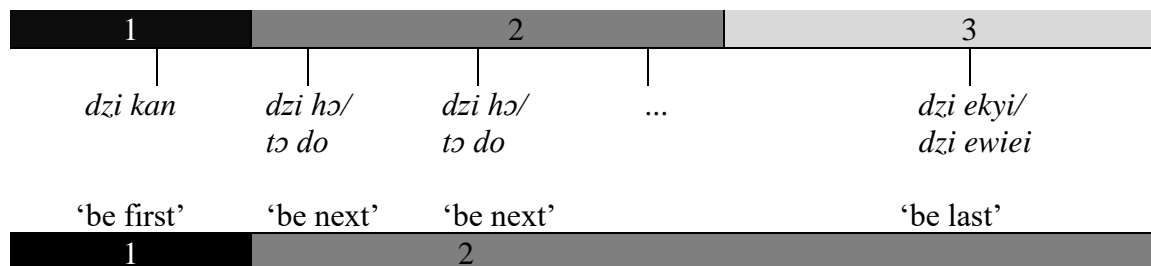 1 2 3
dzi kan dzi hɔ/ dzi hɔ/ ... dzi ekyi/
tɔ do tɔ do dzi ewiei
‘be first’ ‘be next’ ‘be next’ ‘be last’
1 2